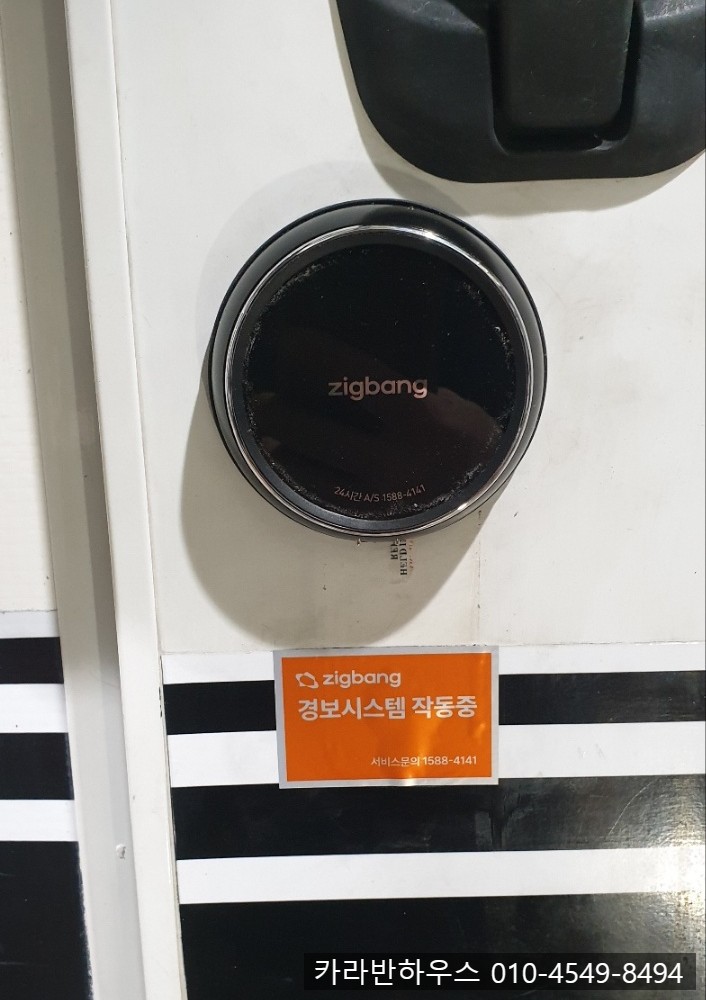 zigbang
24시간 A/S 1588-4141
zigbang
경보시스템 작동중
서비스문의 1588-4141
카라반하우스 010-4549-8494